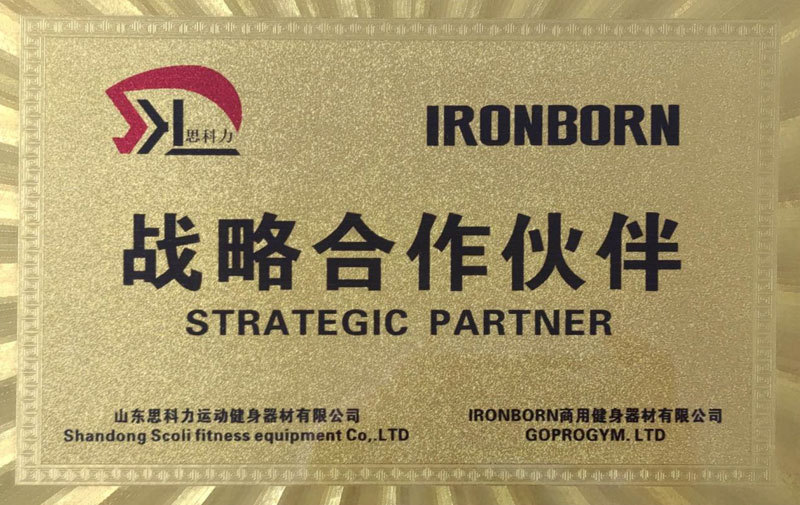 思科力
IRONBORN
战略合作伙伴
STRATEGIC PARTNER
山东思科力运动健身器材有限公司
Shandong Scoli fitness equipment Co,.LTD
IRONBORN商用健身器材有限公司
GOPROGYM. LTD